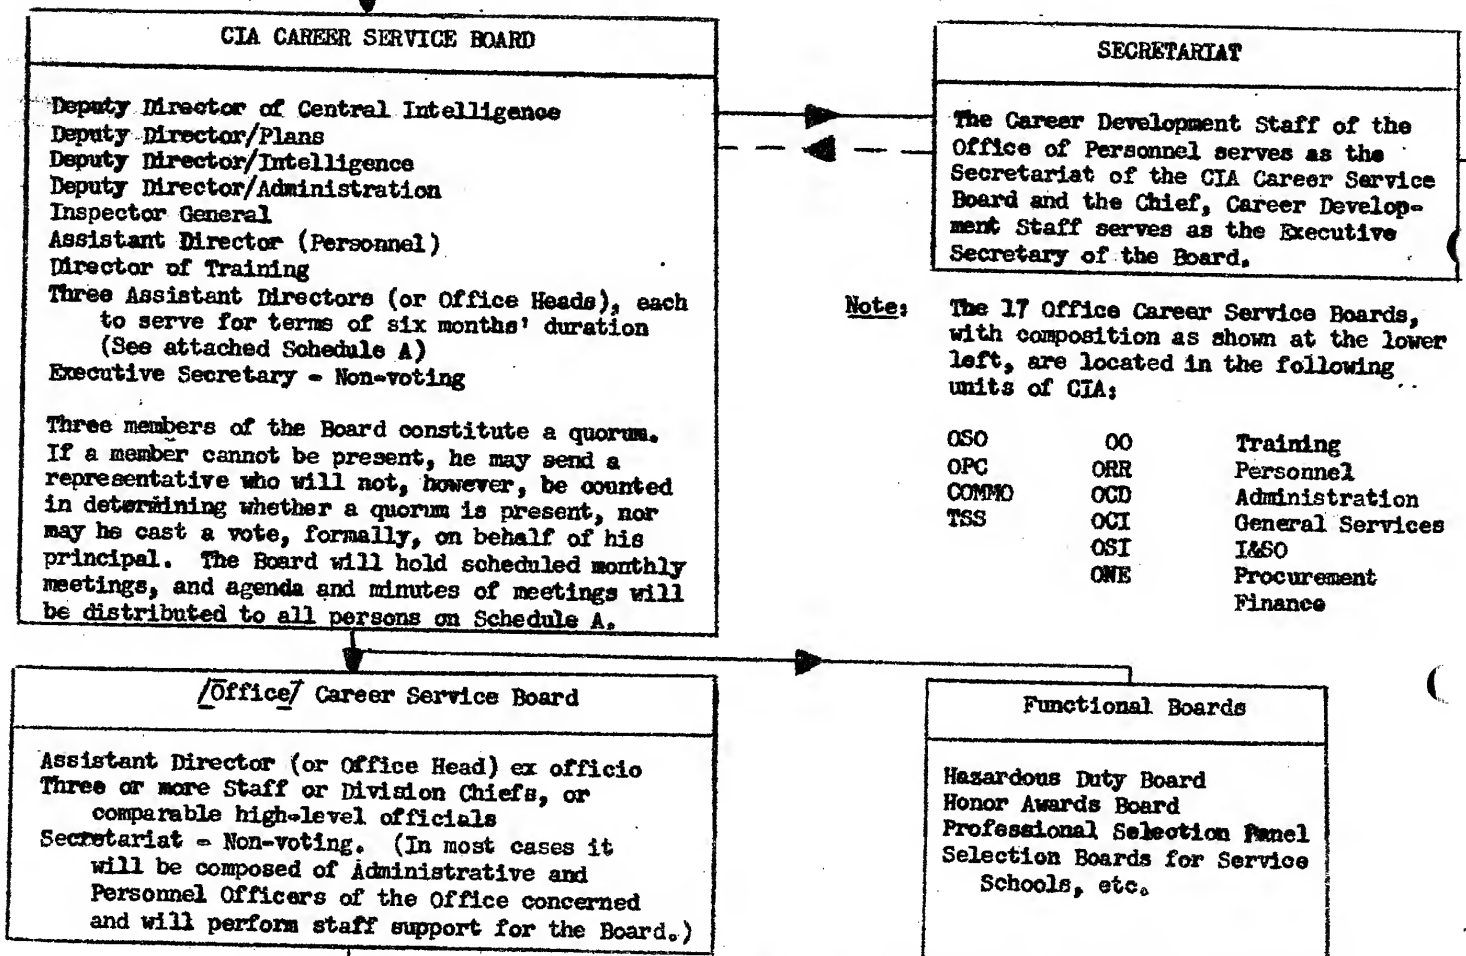 CIA CAREER SERVICE BOARD
Deputy Director of Central Intelligence
Deputy Director/Plans
Deputy Director/Intelligence
Deputy Director/Administration
Inspector General
Assistant Director (Personnel)
Director of Training
Three Assistant Directors (or Office Heads), each
to serve for terms of six months' duration
(See attached Schedule A)
Executive Secretary - Non-voting
Three members of the Board constitute a quorum.
If a member cannot be present, he may send a
representative who will not, however, be counted
in determining whether a quorum is present, nor
may he cast a vote, formally, on behalf of his
principal. The Board will hold scheduled monthly
meetings, and agenda and minutes of meetings will
be distributed to all persons on Schedule A.
SECRETARIAT
The Career Development Staff of the
Office of Personnel serves as the
Secretariat of the CIA Career Service
Board and the Chief, Career Develop-
ment Staff serves as the Executive
Secretary of the Board.
Note: The 17 Office Career Service Boards,
with composition as shown at the lower
left, are located in the following
units of CIA:
OSO OO Training
OPC ORR Personnel
COMMO OCD Administration
TSS OCI General Services
OSI I&SO
ONE Procurement
Finance
/Office/ Career Service Board
Assistant Director (or Office Head) ex officio
Three or more Staff or Division Chiefs, or
comparable high-level officials
Secretariat - Non-voting. (In most cases it
will be composed of Administrative and
Personnel Officers of the Office concerned
and will perform staff support for the Board.)
Functional Boards
Hazardous Duty Board
Honor Awards Board
Professional Selection Panel
Selection Boards for Service
Schools, etc.